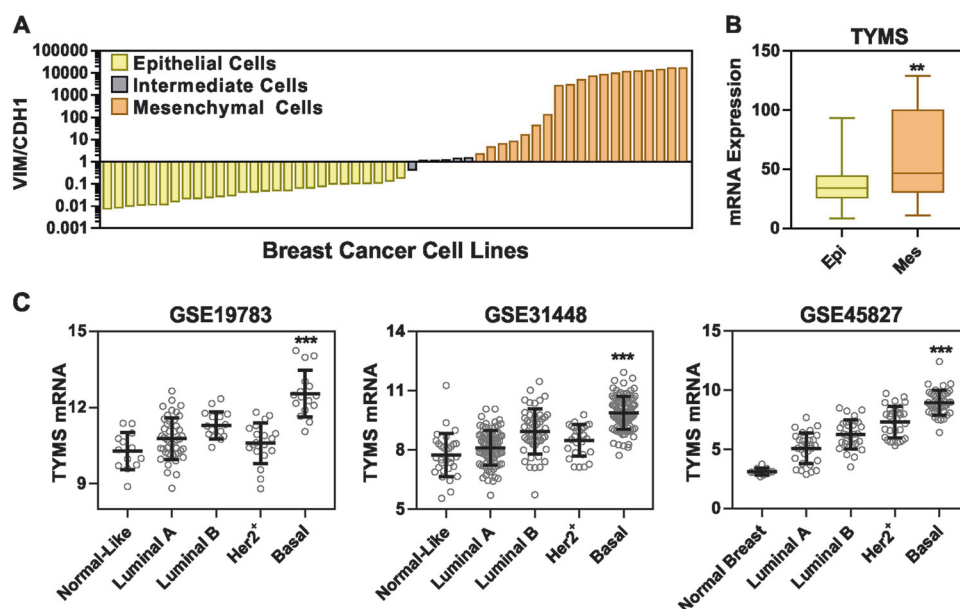 A
VIM/CDH1
100000
10000
1000
100
10
1
0.1
0.01
0.001
Epithelial Cells
Intermediate Cells
Mesenchymal Cells
Breast Cancer Cell Lines
B
TYMS
mRNA Expression
150
100
50
0
**
Epi
Mes
C
GSE19783
TYMS mRNA
15
12
9
***
Normal-Like
Luminal A
Luminal B
Her2⁺
Basal
GSE31448
TYMS mRNA
14
11
8
5
***
Normal-Like
Luminal A
Luminal B
Her2⁺
Basal
GSE45827
TYMS mRNA
15
10
5
0
***
Normal Breast
Luminal A
Luminal B
Her2⁺
Basal